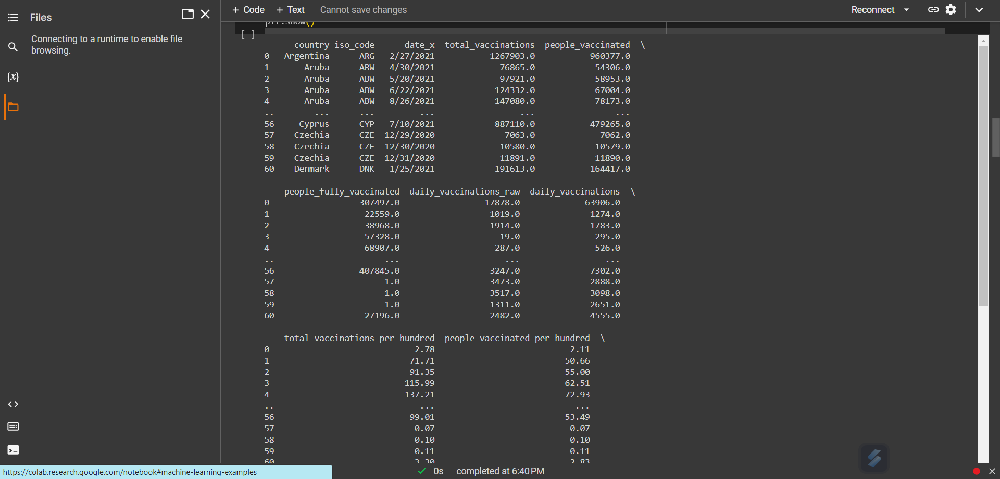 Files
Connecting to a runtime to enable file
browsing.
{x}
+ Code + Text Cannot save changes Reconnect
plt.show()
[ ]
country iso_code date_x total_vaccinations people_vaccinated \
0 Argentina ARG 2/27/2021 1267903.0 960377.0
1 Aruba ABW 4/30/2021 76865.0 54306.0
2 Aruba ABW 5/20/2021 97921.0 58953.0
3 Aruba ABW 6/22/2021 124332.0 67004.0
4 Aruba ABW 8/26/2021 147080.0 78173.0
.. ... ... ... ... ...
56 Cyprus CYP 7/10/2021 887110.0 479265.0
57 Czechia CZE 12/29/2020 7063.0 7062.0
58 Czechia CZE 12/30/2020 10580.0 10579.0
59 Czechia CZE 12/31/2020 11891.0 11890.0
60 Denmark DNK 1/25/2021 191613.0 164417.0
people_fully_vaccinated daily_vaccinations_raw daily_vaccinations \
0 307497.0 17878.0 63906.0
1 22559.0 1019.0 1274.0
2 38968.0 1914.0 1783.0
3 57328.0 19.0 295.0
4 68907.0 287.0 526.0
.. ... ... ...
56 407845.0 3247.0 7302.0
57 1.0 3473.0 2888.0
58 1.0 3517.0 3098.0
59 1.0 1311.0 2651.0
60 27196.0 2482.0 4555.0
total_vaccinations_per_hundred people_vaccinated_per_hundred \
0 2.78 2.11
1 71.71 50.66
2 91.35 55.00
3 115.99 62.51
4 137.21 72.93
.. ... ...
56 99.01 53.49
57 0.07 0.07
58 0.10 0.10
59 0.11 0.11
60 3.30 2.83
https://colab.research.google.com/notebook#machine-learning-examples
0s completed at 6:40 PM